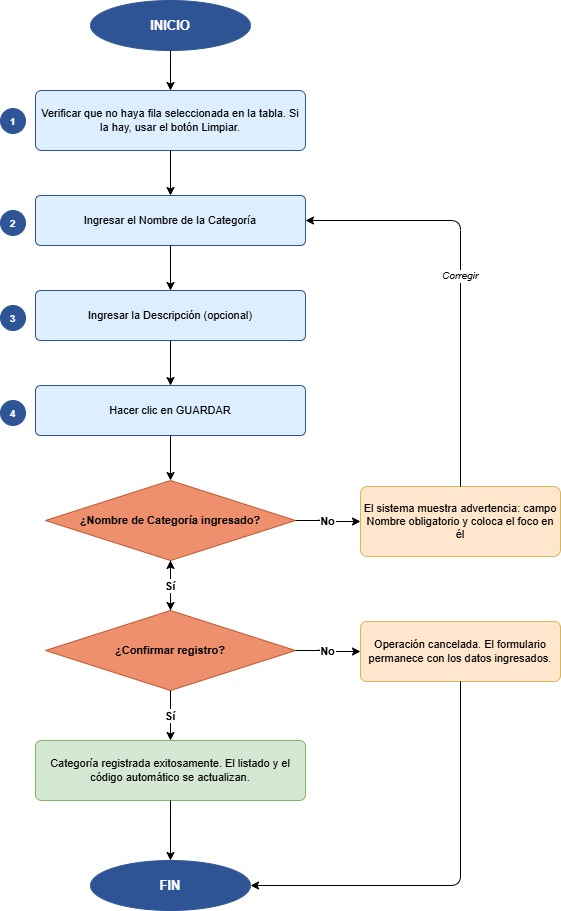 INICIO
1
Verificar que no haya fila seleccionada en la tabla. Si
la hay, usar el botón Limpiar.
2
Ingresar el Nombre de la Categoría
Corregir
3
Ingresar la Descripción (opcional)
4
Hacer clic en GUARDAR
¿Nombre de Categoría ingresado?
No
El sistema muestra advertencia: campo
Nombre obligatorio y coloca el foco en
él
Sí
¿Confirmar registro?
No
Operación cancelada. El formulario
permanece con los datos ingresados.
Sí
Categoría registrada exitosamente. El listado y el
código automático se actualizan.
FIN